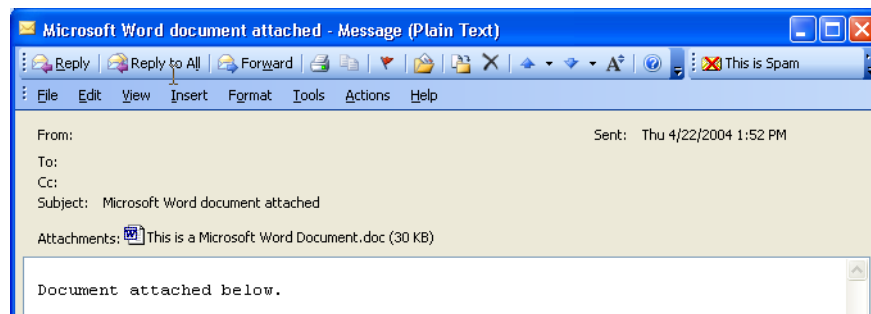 Microsoft Word document attached - Message (Plain Text)
Reply Reply to All Forward A This is Spam
File Edit View Insert Format Tools Actions Help
From: Sent: Thu 4/22/2004 1:52 PM
To:
Cc:
Subject: Microsoft Word document attached
Attachments: This is a Microsoft Word Document.doc (30 KB)
Document attached below.